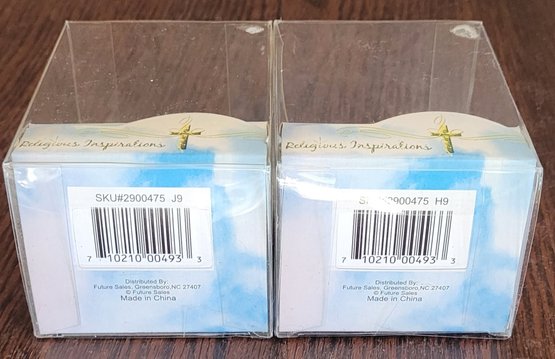 Religious Inspirations
SKU#2900475 J9
7 10210 00493 3
Distributed By:
Future Sales, Greensboro, NC 27407
© Future Sales
Made in China
Religious Inspirations
2900475 H9
7 10210 00493 3
Distributed By:
Future Sales, Greensboro, NC 27407
© Future Sales
Made in China